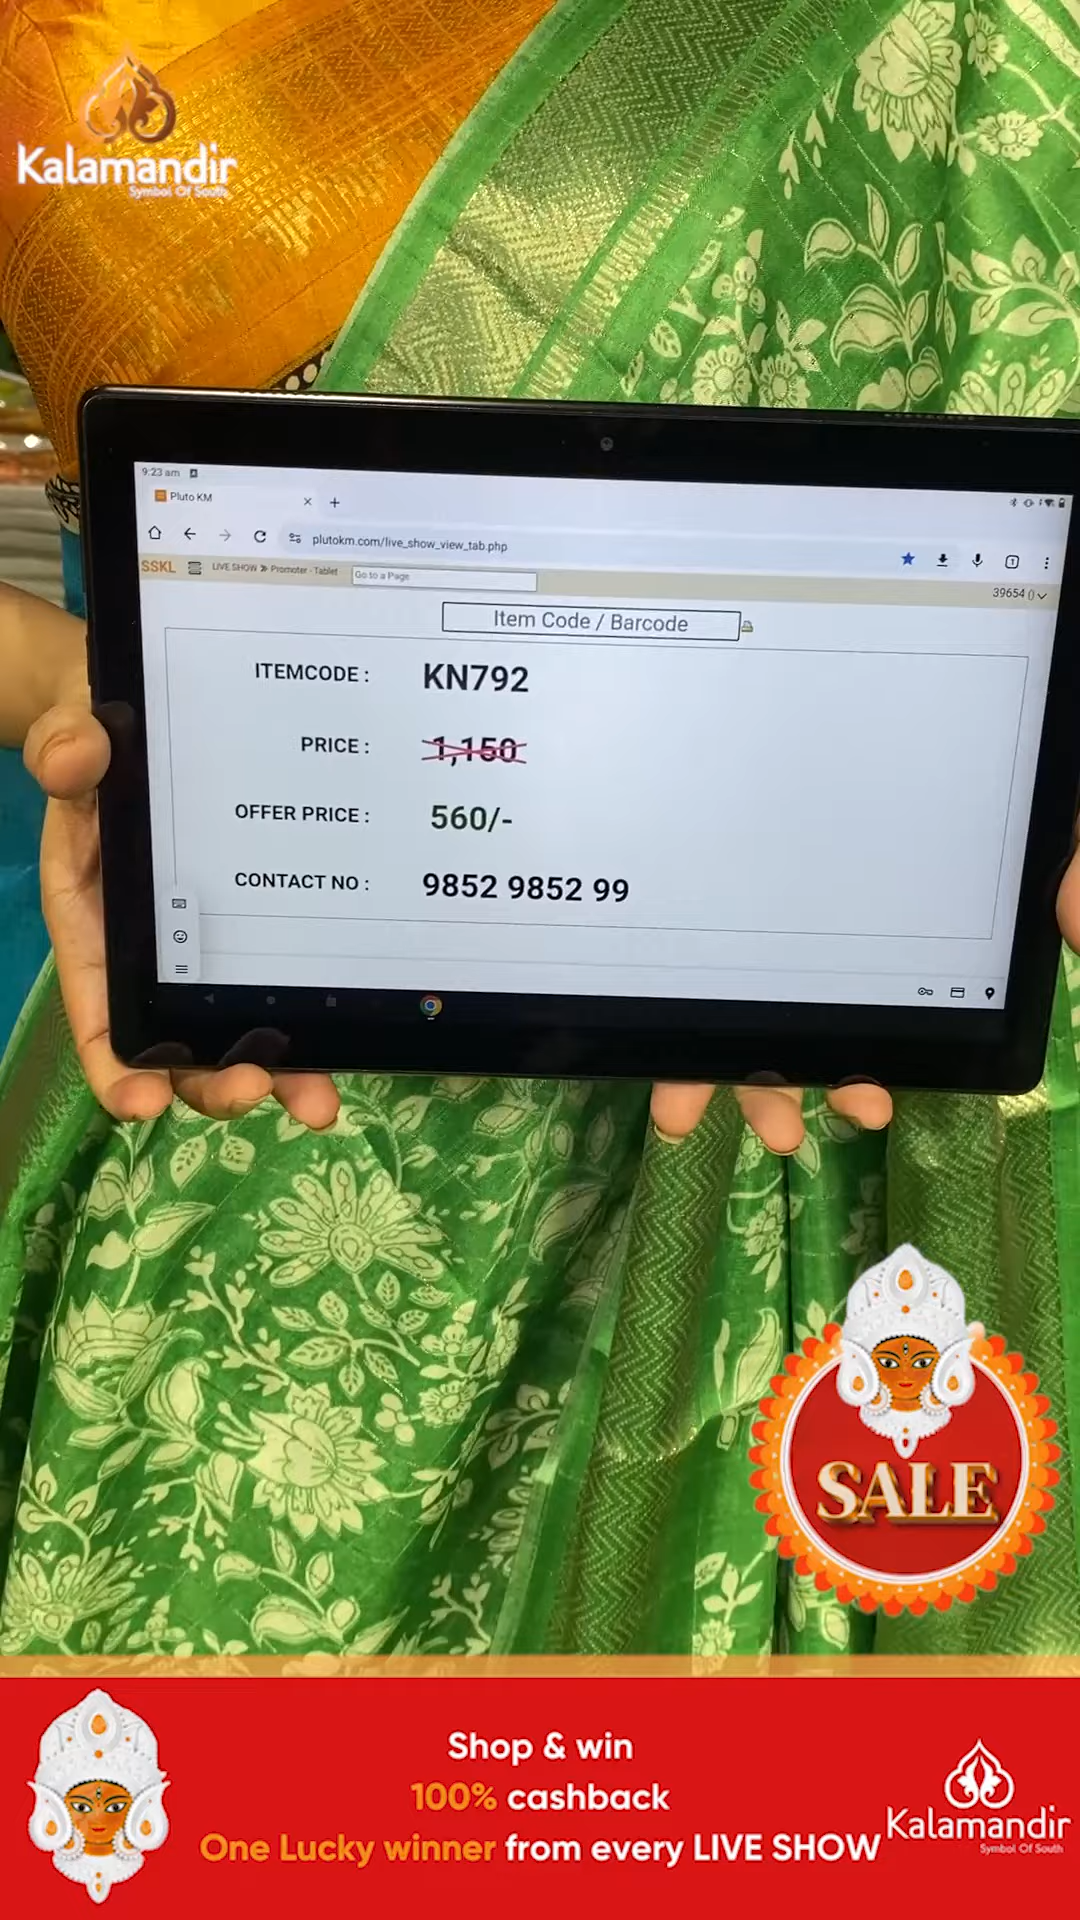 Kalamandir
Symbol Of South
9:23 am
Pluto KM
plutokm.com/live_show_view_tab.php
SSKL
LIVE SHOW » Promoter - Tablet
Go to a Page
39654 ()
Item Code / Barcode
ITEMCODE : KN792
PRICE : 1,150
OFFER PRICE : 560/-
CONTACT NO : 9852 9852 99
SALE
Shop & win
100% cashback
One Lucky winner from every LIVE SHOW
Kalamandir
Symbol Of South